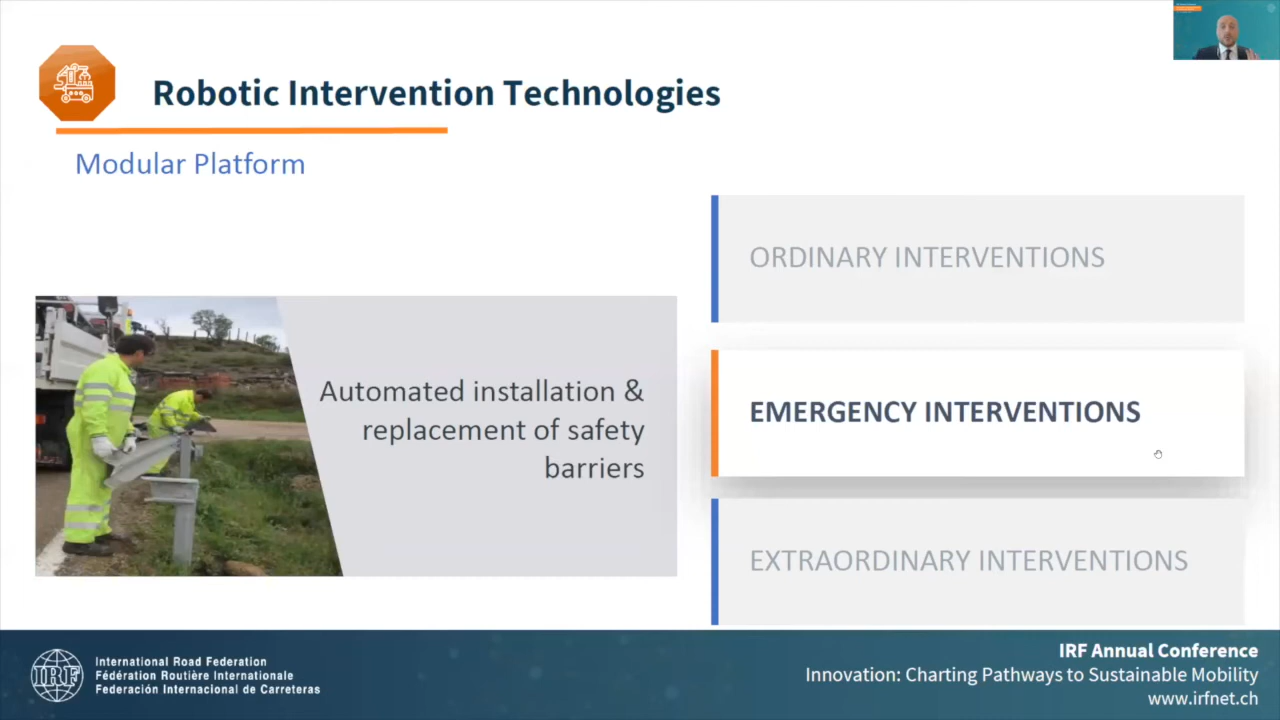 Robotic Intervention Technologies
Modular Platform
Automated installation &
replacement of safety
barriers
ORDINARY INTERVENTIONS
EMERGENCY INTERVENTIONS
EXTRAORDINARY INTERVENTIONS
IRF
International Road Federation
Fédération Routière Internationale
Federación Internacional de Carreteras
IRF Annual Conference
Innovation: Charting Pathways to Sustainable Mobility
www.irfnet.ch